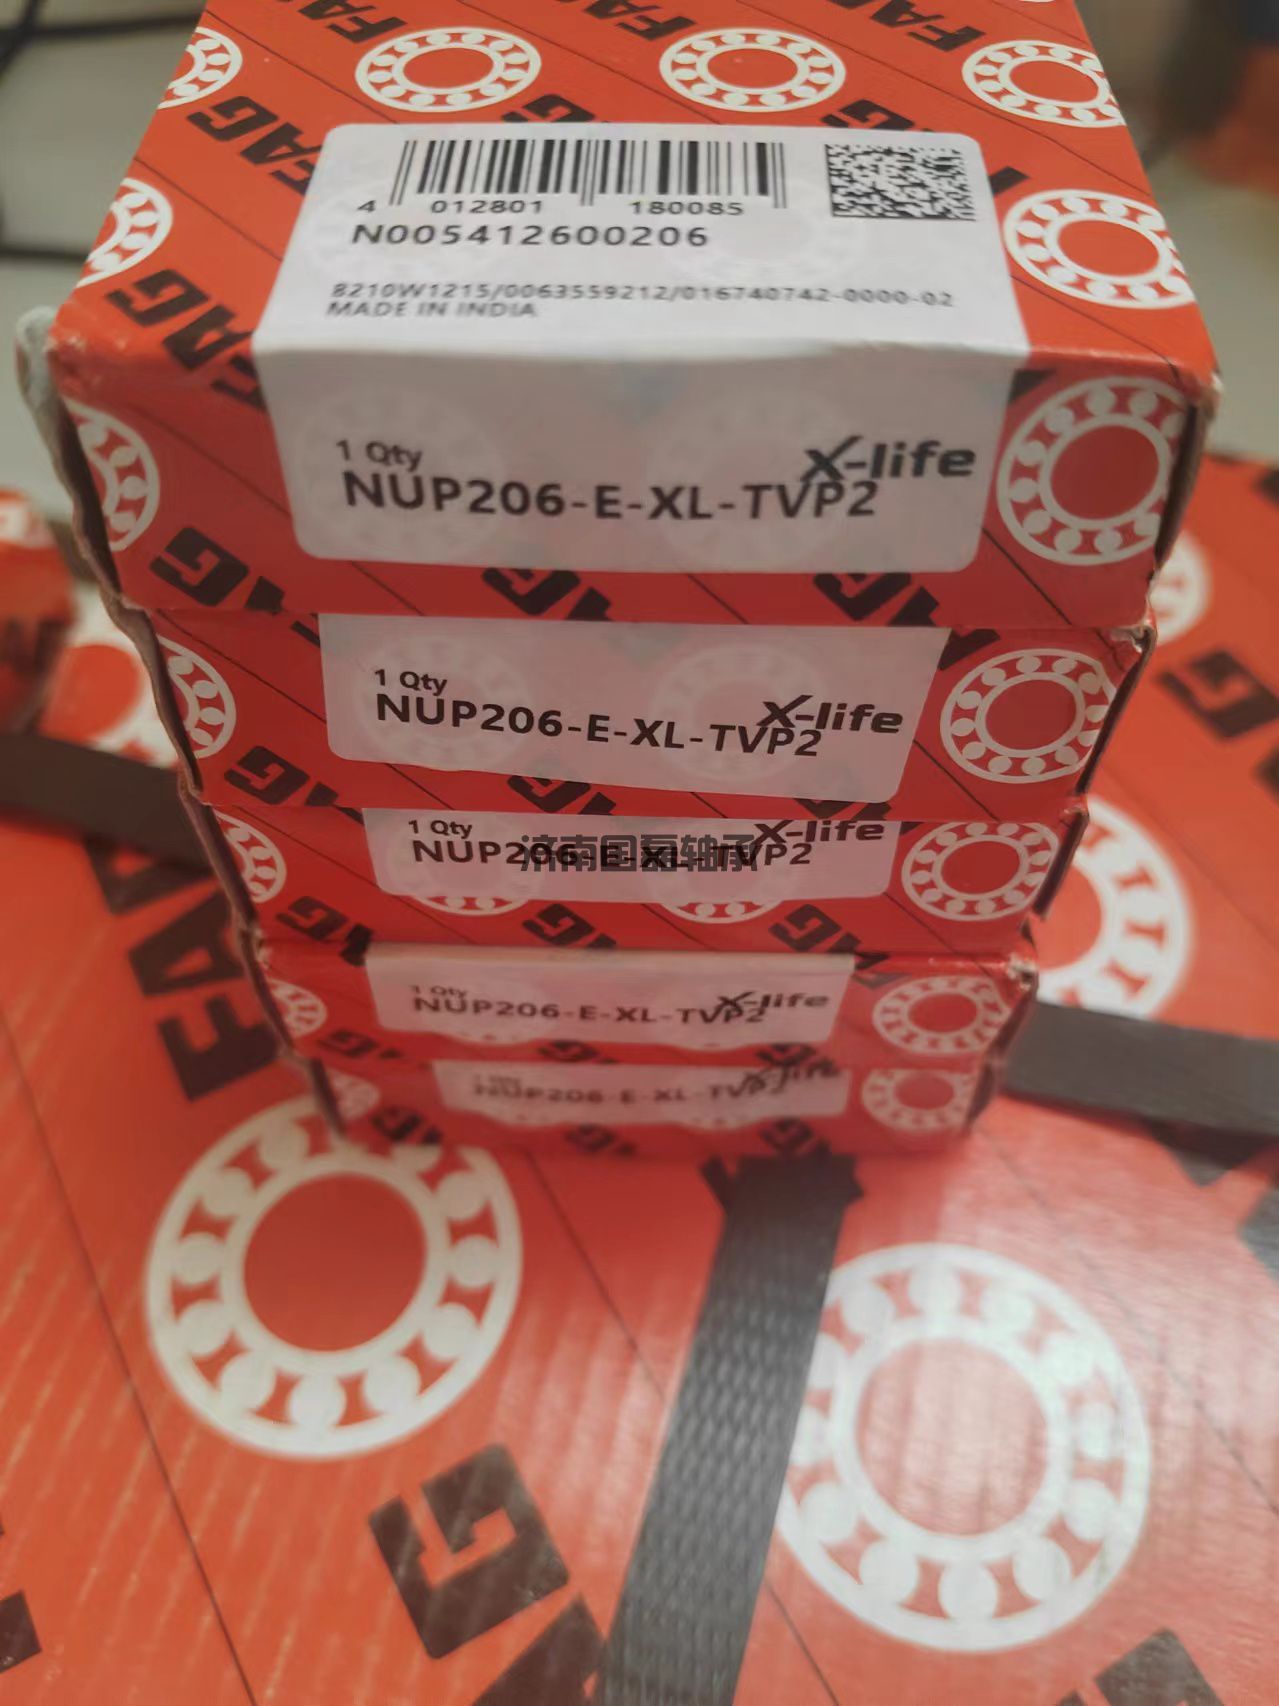 FAG
FAG
FAG
FAG
4 012801 180085
N005412600206
8210W1215/0063559212/016740742-0000-02
MADE IN INDIA
1 Qty
X-life
NUP206-E-XL-TVP2
1 Qty
X-life
NUP206-E-XL-TVP2
1 Qty
X-life
NUP206-E-XL-TVP2
济南国磊轴承
1 Qty
X-life
NUP206-E-XL-TVP2
X-life
NUP206-E-XL-TVP2